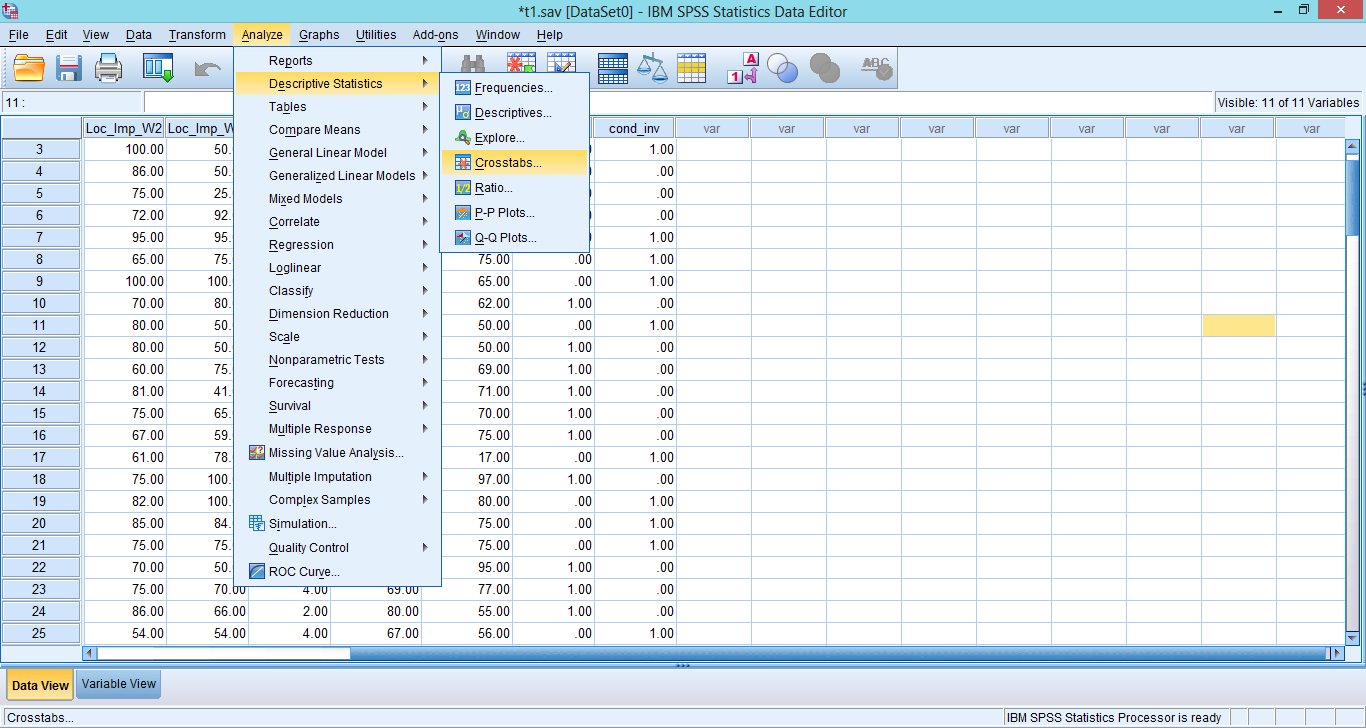 *t1.sav [DataSet0] - IBM SPSS Statistics Data Editor
File Edit View Data Transform Analyze Graphs Utilities Add-ons Window Help
1 A ABC
11 : Visible: 11 of 11 Variables
Reports
Descriptive Statistics
Tables
Compare Means
General Linear Model
Generalized Linear Models
Mixed Models
Correlate
Regression
Loglinear
Classify
Dimension Reduction
Scale
Nonparametric Tests
Forecasting
Survival
Multiple Response
Missing Value Analysis...
Multiple Imputation
Complex Samples
Simulation...
Quality Control
ROC Curve...
123 Frequencies...
Descriptives...
Explore...
Crosstabs...
1/2 Ratio...
P-P Plots...
Q-Q Plots...
Loc_Imp_W2 Loc_Imp_W cond_inv var var var var var var var var var
3 100.00 50. 1.00
4 86.00 50. .00
5 75.00 25. .00
6 72.00 92. .00
7 95.00 95. 1.00
8 65.00 75. 75.00 .00 1.00
9 100.00 100. 65.00 .00 1.00
10 70.00 80. 62.00 1.00 .00
11 80.00 50. 50.00 .00 1.00
12 80.00 50. 50.00 1.00 .00
13 60.00 75. 69.00 1.00 .00
14 81.00 41. 71.00 1.00 .00
15 75.00 65. 70.00 1.00 .00
16 67.00 59. 75.00 1.00 .00
17 61.00 78. 17.00 .00 1.00
18 75.00 100. 97.00 1.00 .00
19 82.00 100. 80.00 .00 1.00
20 85.00 84. 75.00 .00 1.00
21 75.00 75. 75.00 .00 1.00
22 70.00 50. 95.00 1.00 .00
23 75.00 70.00 4.00 69.00 77.00 1.00 .00
24 86.00 66.00 2.00 80.00 55.00 1.00 .00
25 54.00 54.00 4.00 67.00 56.00 .00 1.00
Data View Variable View
Crosstabs... IBM SPSS Statistics Processor is ready